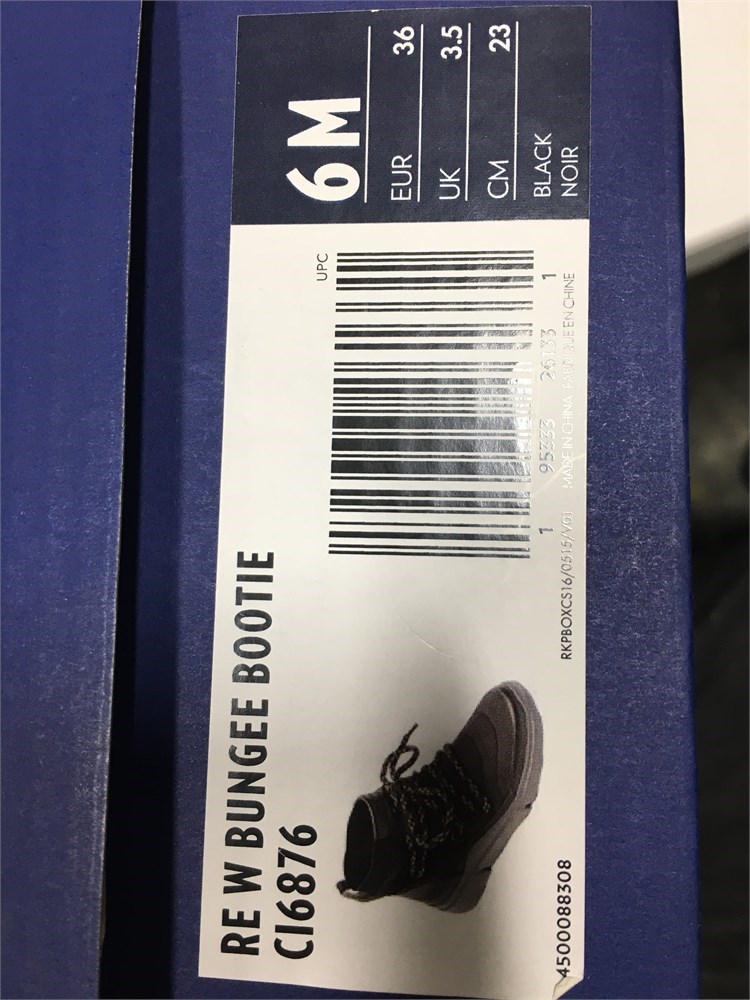 RE W BUNGEE BOOTIE
CI6876
UPC
1 95333 26133 1
MADE IN CHINA FABRIQUE EN CHINE
RKPBOXCS16/0515/V01
4500088308
6 M
EUR 36
UK 3.5
CM 23
BLACK
NOIR